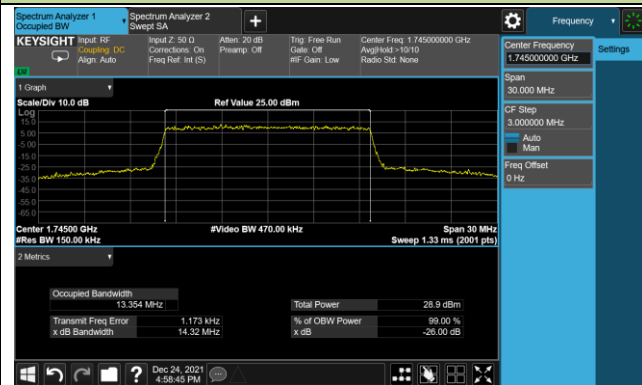 Spectrum Analyzer 1
Occupied BW
Spectrum Analyzer 2
Swept SA
Frequency
KEYSIGHT
Input: RF
Coupling: DC
Align: Auto
Input Z: 50 Ω
Corrections: On
Freq Ref: Int (S)
Atten: 20 dB
Preamp: Off
Trig: Free Run
Gate: Off
#IF Gain: Low
Center Freq: 1.745000000 GHz
Avg|Hold:>10/10
Radio Std: None
Center Frequency
1.745000000 GHz
Settings
Span
30.000 MHz
CF Step
3.000000 MHz
Auto
Man
Freq Offset
0 Hz
1 Graph
Scale/Div 10.0 dB
Ref Value 25.00 dBm
Log
15.0
5.00
-5.00
-15.0
-25.0
-35.0
-45.0
-55.0
-65.0
Center 1.74500 GHz
#Video BW 470.00 kHz
Span 30 MHz
#Res BW 150.00 kHz
Sweep 1.33 ms (2001 pts)
2 Metrics
Occupied Bandwidth
13.354 MHz
Total Power 28.9 dBm
Transmit Freq Error 1.173 kHz
% of OBW Power 99.00 %
x dB Bandwidth 14.32 MHz
x dB -26.00 dB
?
Dec 24, 2021
4:58:45 PM